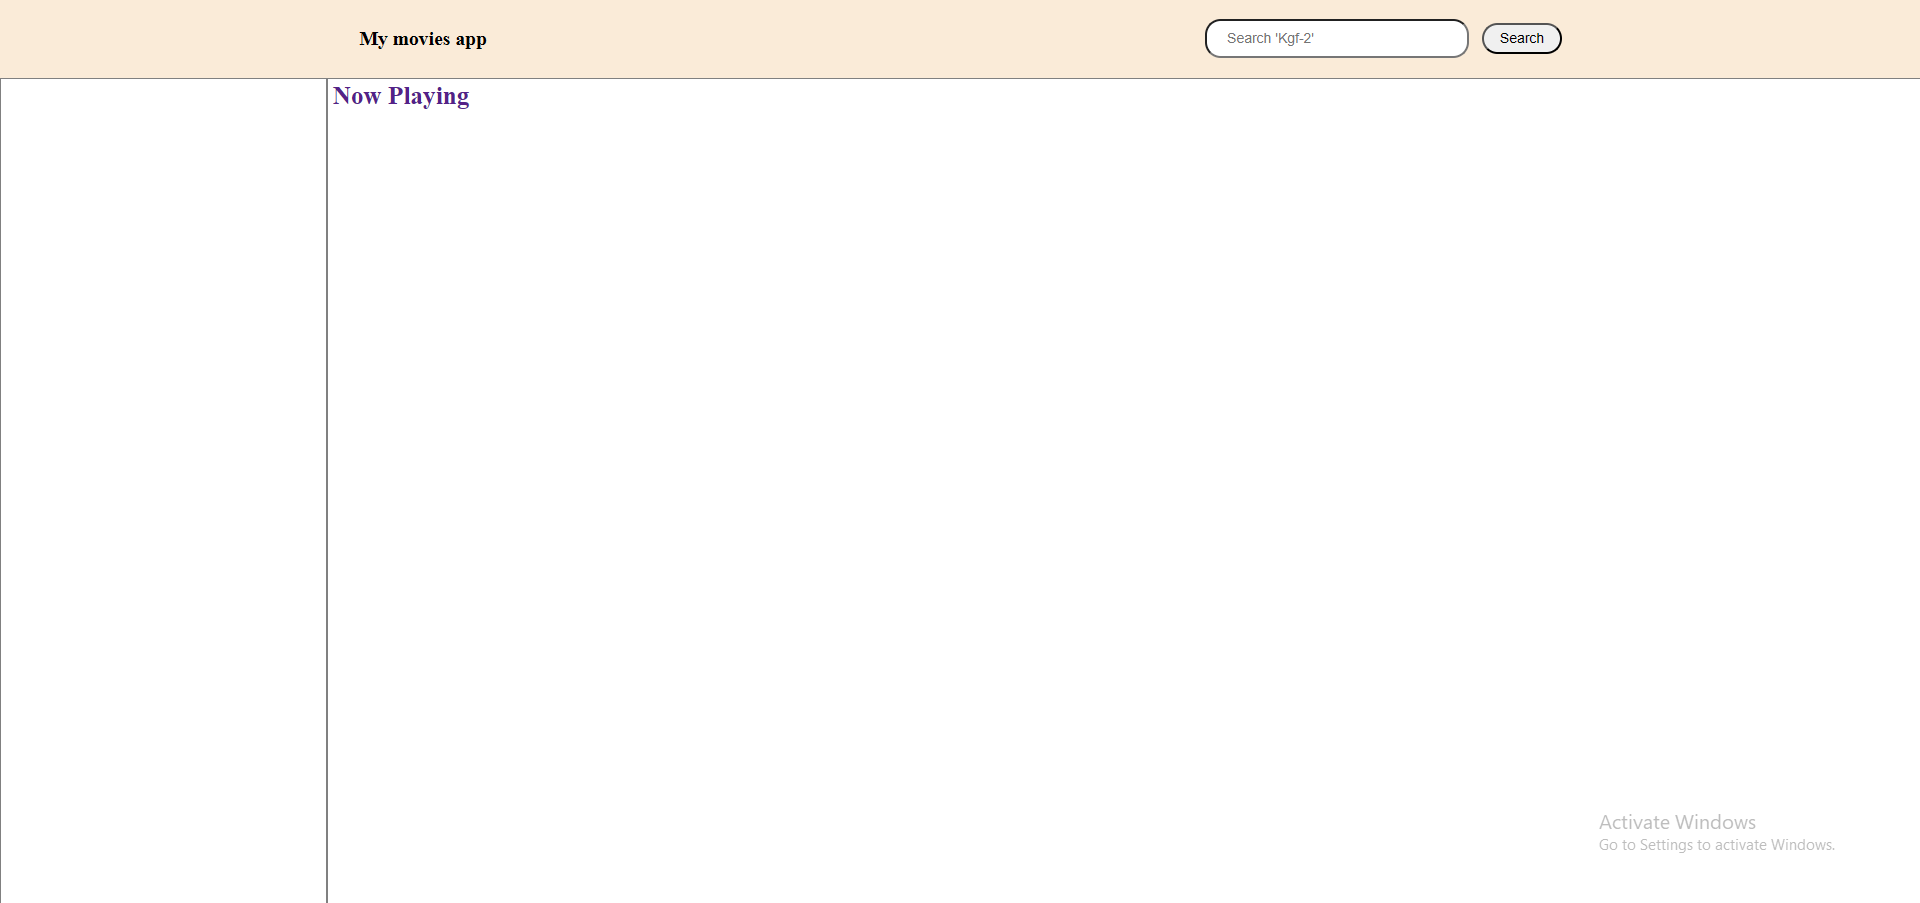 My movies app
Search 'Kgf-2'
Search
Now Playing
Activate Windows
Go to Settings to activate Windows.